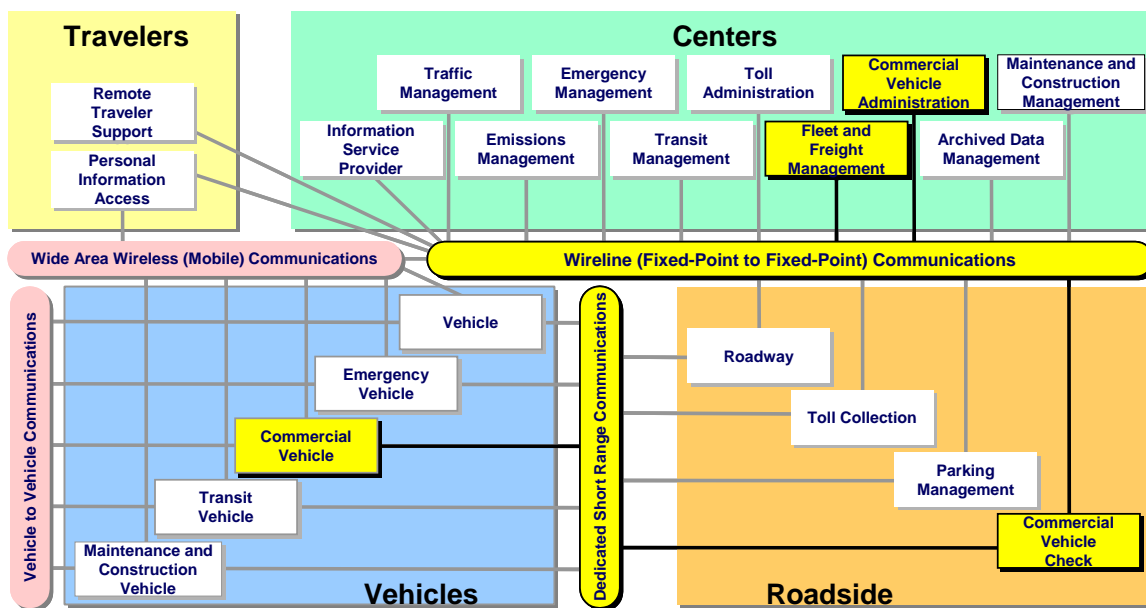 Travelers
Remote
Traveler
Support
Personal
Information
Access
Centers
Traffic
Management
Emergency
Management
Toll
Administration
Commercial
Vehicle
Administration
Maintenance and
Construction
Management
Information
Service
Provider
Emissions
Management
Transit
Management
Fleet and
Freight
Management
Archived Data
Management
Wide Area Wireless (Mobile) Communications
Wireline (Fixed-Point to Fixed-Point) Communications
Vehicle to Vehicle Communications
Vehicle
Emergency
Vehicle
Commercial
Vehicle
Transit
Vehicle
Maintenance and
Construction
Vehicle
Vehicles
Dedicated Short Range Communications
Roadway
Toll Collection
Parking
Management
Commercial
Vehicle
Check
Roadside